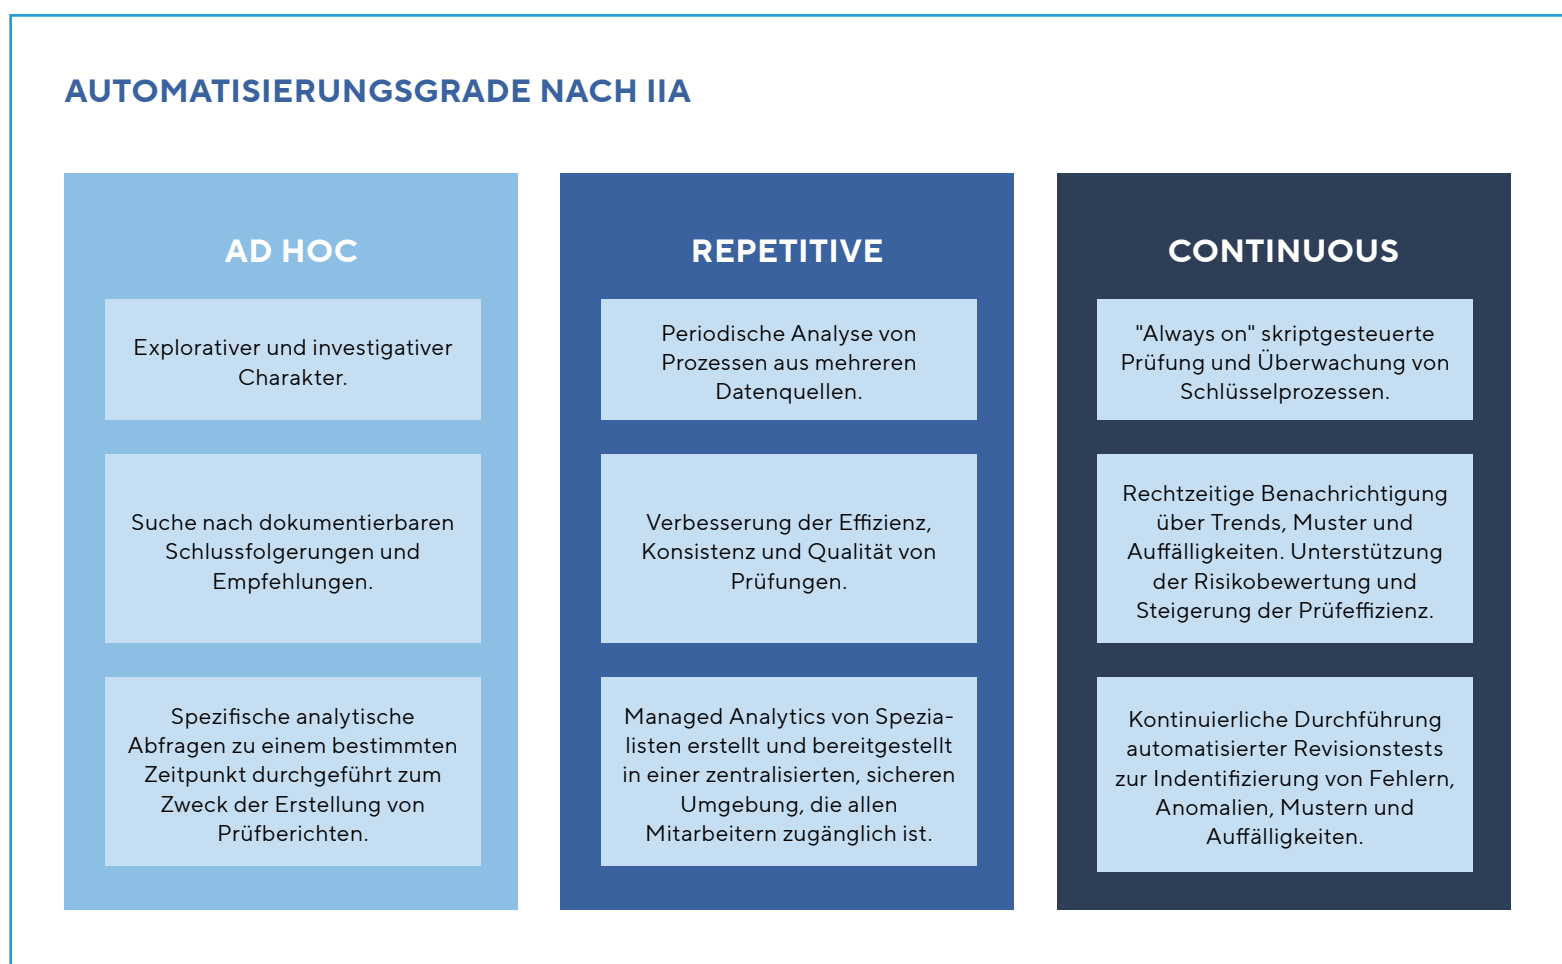 AUTOMATISIERUNGSGRADE NACH IIA
AD HOC
Explorativer und investigativer
Charakter.
Suche nach dokumentierbaren
Schlussfolgerungen und
Empfehlungen.
Spezifische analytische
Abfragen zu einem bestimmten
Zeitpunkt durchgeführt zum
Zweck der Erstellung von
Prüfberichten.
REPETITIVE
Periodische Analyse von
Prozessen aus mehreren
Datenquellen.
Verbesserung der Effizienz,
Konsistenz und Qualität von
Prüfungen.
Managed Analytics von Spezia-
listen erstellt und bereitgestellt
in einer zentralisierten, sicheren
Umgebung, die allen
Mitarbeitern zugänglich ist.
CONTINUOUS
"Always on" skriptgesteuerte
Prüfung und Überwachung von
Schlüsselprozessen.
Rechtzeitige Benachrichtigung
über Trends, Muster und
Auffälligkeiten. Unterstützung
der Risikobewertung und
Steigerung der Prüfeffizienz.
Kontinuierliche Durchführung
automatisierter Revisionstests
zur Indentifizierung von Fehlern,
Anomalien, Mustern und
Auffälligkeiten.